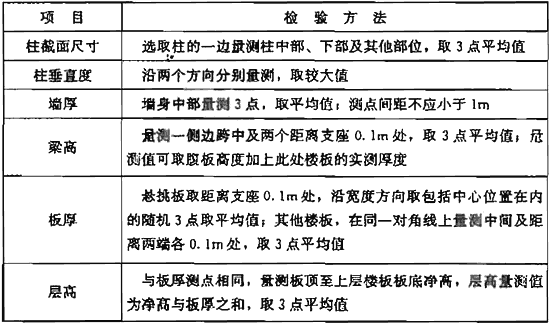 项 目 检 验 方 法
柱截面尺寸 选取柱的一边量测柱中部、下部及其他部位，取3点平均值
柱垂直度 沿两个方向分别量测，取较大值
墙厚 墙身中部量测3点，取平均值；测点间距不应小于1m
梁高 量测一侧边跨中及两个距离支座0.1m处，取3点平均值；量
测值可取腹板高度加上此处楼板的实测厚度
板厚 悬挑板取距离支座0.1m处，沿宽度方向取包括中心位置在内
的随机3点取平均值；其他楼板，在同一对角线上量测中间及距
离两端各0.1m处，取3点平均值
层高 与板厚测点相同，量测板顶至上层楼板板底净高，层高量测值
为净高与板厚之和，取3点平均值